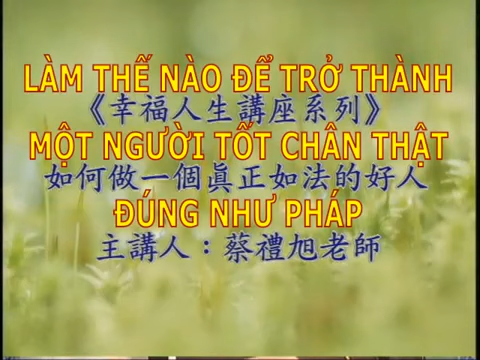 LÀM THẾ NÀO ĐỂ TRỞ THÀNH
《幸福人生講座系列》
MỘT NGƯỜI TỐT CHÂN THẬT
如何做一個真正如法的好人
ĐÚNG NHƯ PHÁP
主講人：蔡禮旭老師